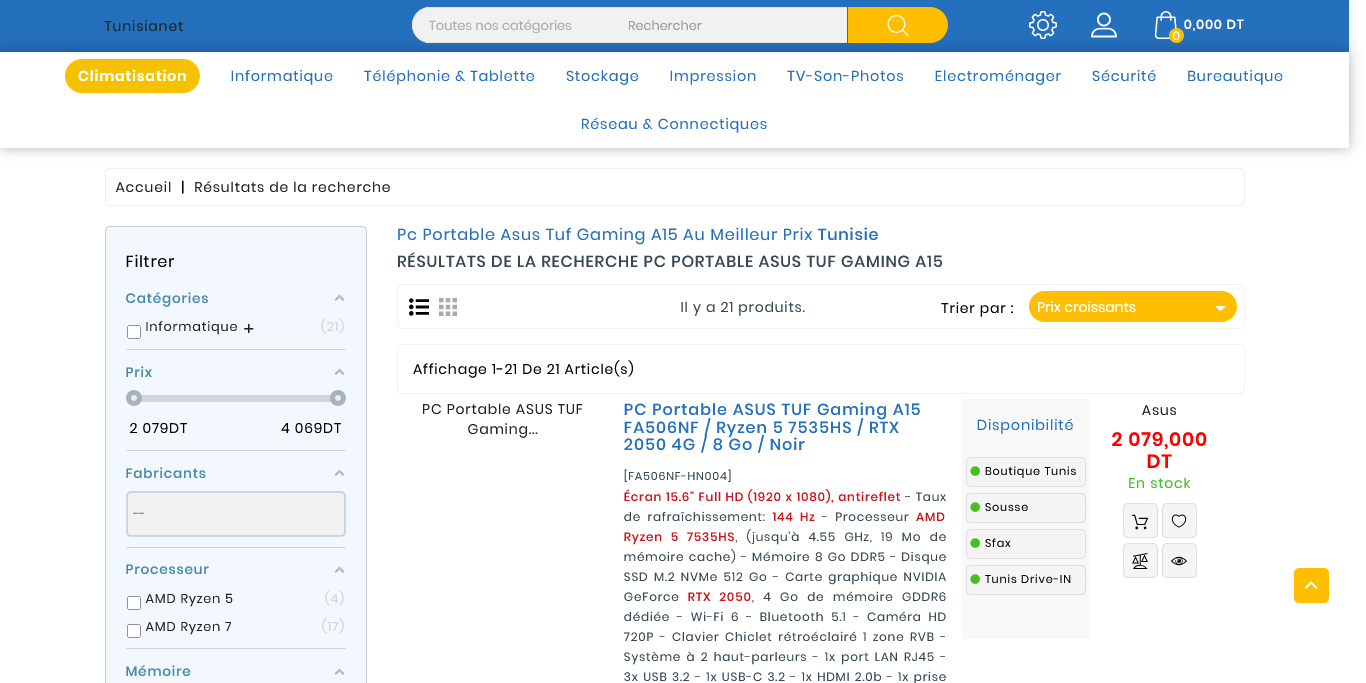 Tunisianet
Toutes nos catégories
Rechercher
0
0,000 DT
Climatisation
Informatique
Téléphonie & Tablette
Stockage
Impression
TV-Son-Photos
Electroménager
Sécurité
Bureautique
Réseau & Connectiques
Accueil | Résultats de la recherche
Filtrer
Catégories
Informatique + (21)
Prix
2 079DT 4 069DT
Fabricants
--
Processeur
AMD Ryzen 5 (4)
AMD Ryzen 7 (17)
Mémoire
Pc Portable Asus Tuf Gaming A15 Au Meilleur Prix Tunisie
RÉSULTATS DE LA RECHERCHE PC PORTABLE ASUS TUF GAMING A15
Il y a 21 produits.
Trier par :
Prix croissants
Affichage 1-21 De 21 Article(s)
PC Portable ASUS TUF
Gaming...
PC Portable ASUS TUF Gaming A15
FA506NF / Ryzen 5 7535HS / RTX
2050 4G / 8 Go / Noir
[FA506NF-HN004]
Écran 15.6" Full HD (1920 x 1080), antireflet - Taux
de rafraîchissement: 144 Hz - Processeur AMD
Ryzen 5 7535HS, (jusqu'à 4.55 GHz, 19 Mo de
mémoire cache) - Mémoire 8 Go DDR5 - Disque
SSD M.2 NVMe 512 Go - Carte graphique NVIDIA
GeForce RTX 2050, 4 Go de mémoire GDDR6
dédiée - Wi-Fi 6 - Bluetooth 5.1 - Caméra HD
720P - Clavier Chiclet rétroéclairé 1 zone RVB -
Système à 2 haut-parleurs - 1x port LAN RJ45 -
3x USB 3.2 - 1x USB-C 3.2 - 1x HDMI 2.0b - 1x prise
Disponibilité
Boutique Tunis
Sousse
Sfax
Tunis Drive-IN
Asus
2 079,000
DT
En stock